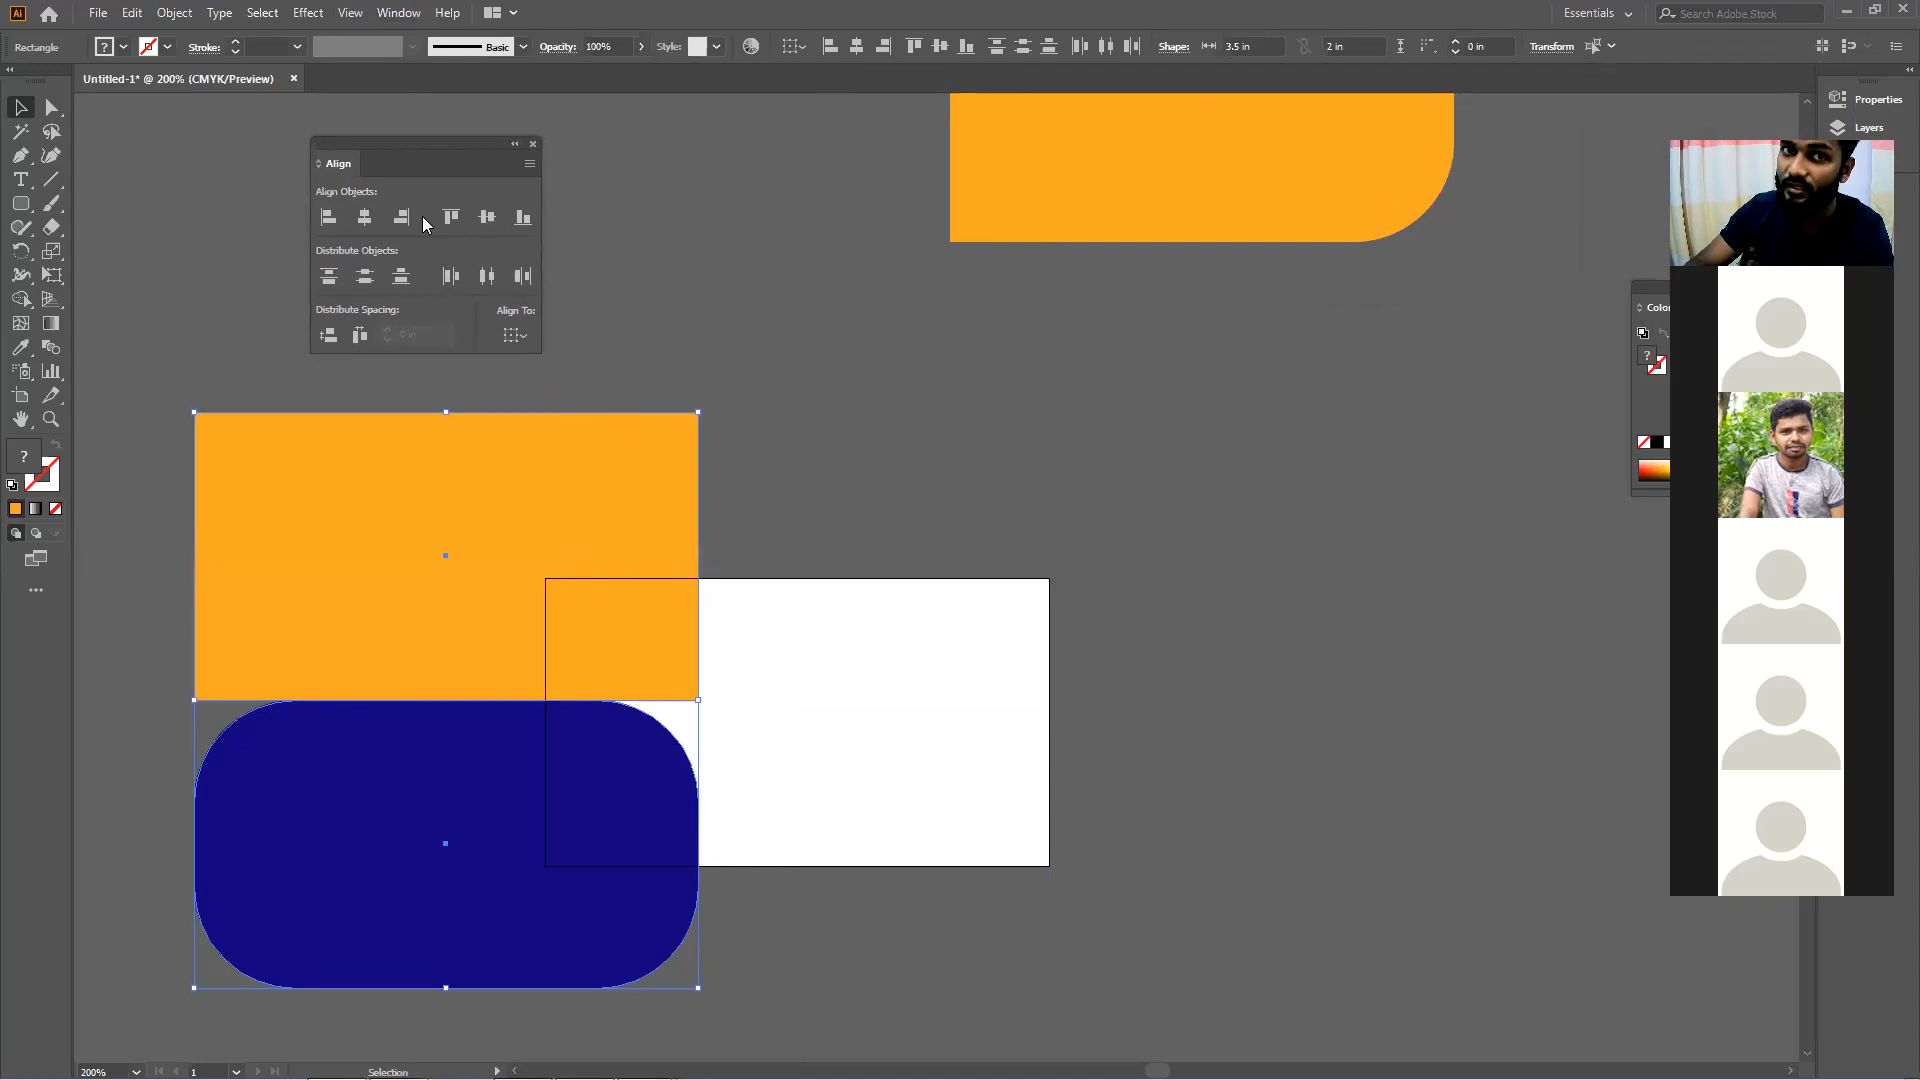 Ai File Edit Object Type Select Effect View Window Help Essentials Search Adobe Stock
Rectangle ? Stroke: Basic Opacity: 100% Style: Shape: 3.5 in 2 in 0 in Transform
Untitled-1* @ 200% (CMYK/Preview)
Properties
Layers
Align
Align Objects:
Distribute Objects:
Distribute Spacing: Align To:
0 in
Color
?
?
200% 1 Selection